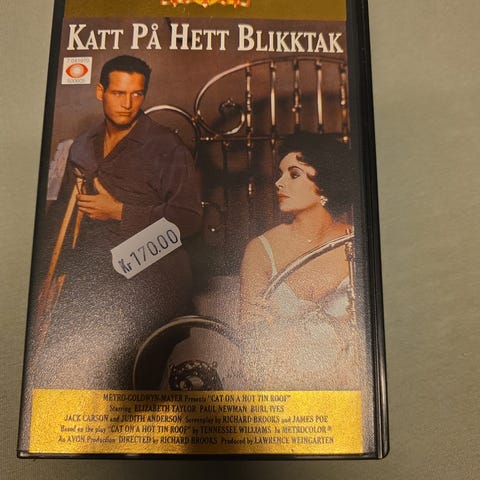 KATT PÅ HETT BLIKKTAK
Kr 170.00
METRO-GOLDWYN-MAYER Presents "CAT ON A HOT TIN ROOF"
Starring ELIZABETH TAYLOR PAUL NEWMAN BURL IVES
JACK CARSON and JUDITH ANDERSON Screenplay by RICHARD BROOKS and JAMES POE
Based on the play "CAT ON A HOT TIN ROOF" by TENNESSEE WILLIAMS In METROCOLOR
An AVON Production DIRECTED by RICHARD BROOKS Produced by LAWRENCE WEINGARTEN